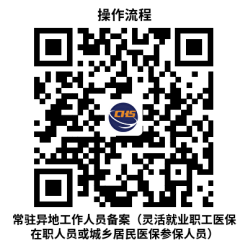 操作流程
CHS
常驻异地工作人员备案（灵活就业职工医保
在职人员或城乡居民医保参保人员）